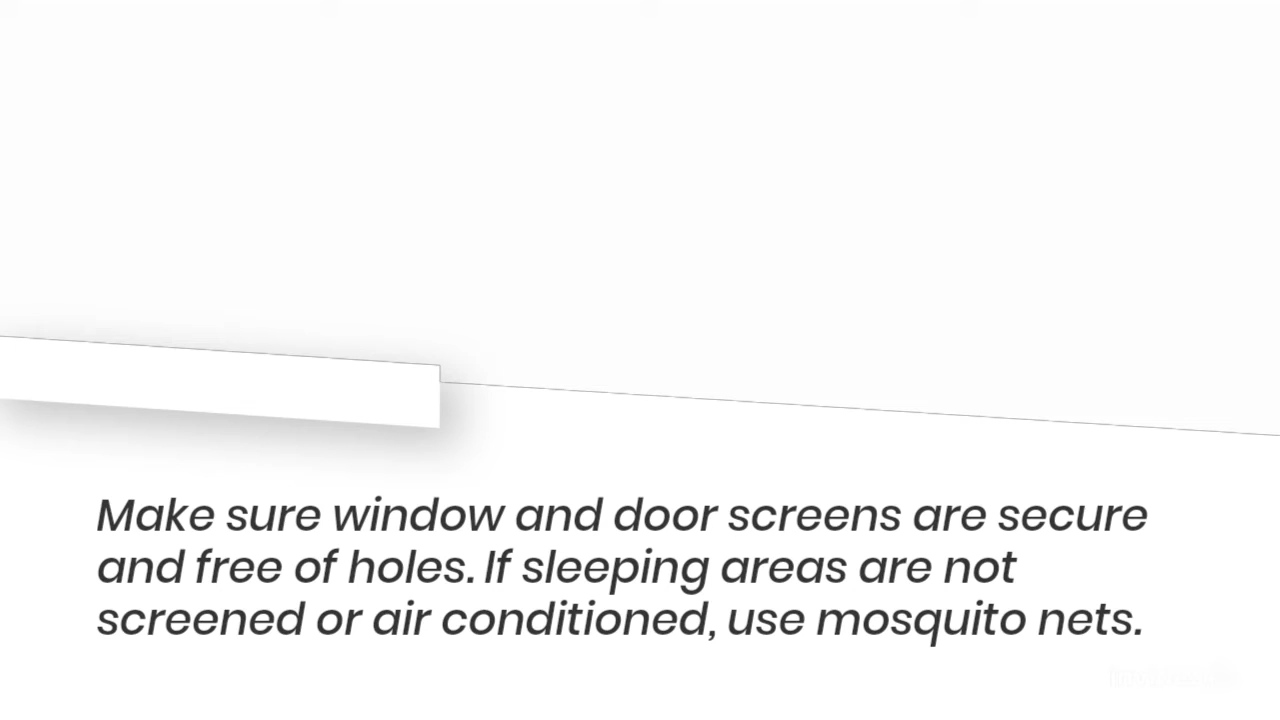 Make sure window and door screens are secure
and free of holes. If sleeping areas are not
screened or air conditioned, use mosquito nets.